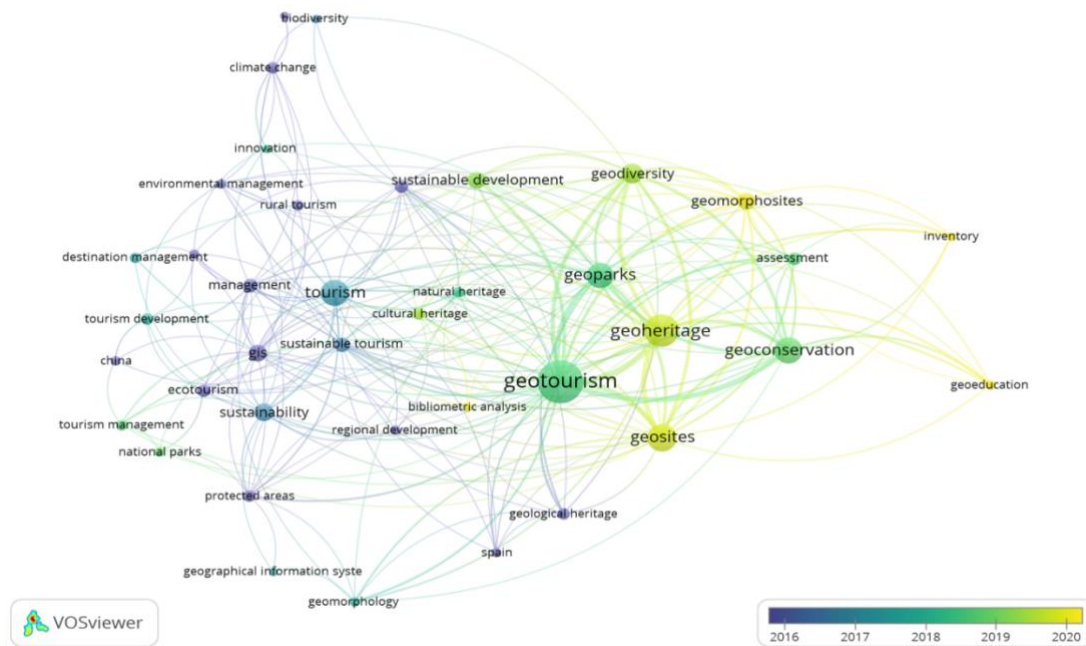 biodiversity
climate change
innovation
environmental management
sustainable development
geodiversity
rural tourism
geomorphosites
inventory
destination management
assessment
management
tourism
natural heritage
geoparks
tourism development
cultural heritage
geoheritage
sustainable tourism
geoconservation
gis
china
geotourism
ecotourism
geoeducation
sustainability
bibliometric analysis
tourism management
regional development
geosites
national parks
protected areas
geological heritage
spain
geographical information syste
geomorphology
VOSviewer
2016 2017 2018 2019 2020